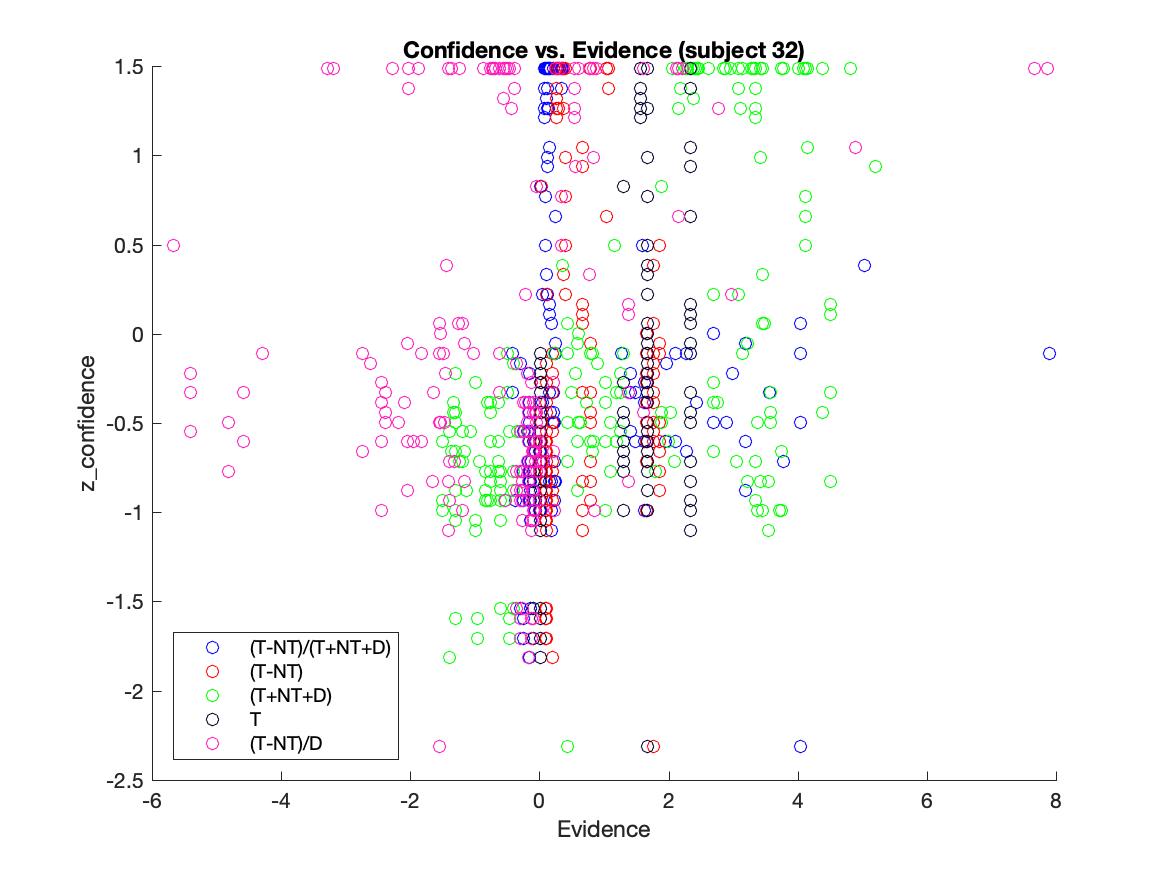 Confidence vs. Evidence (subject 32)
1.5
1
0.5
0
-0.5
-1
-1.5
-2
-2.5
z_confidence
(T-NT)/(T+NT+D)
(T-NT)
(T+NT+D)
T
(T-NT)/D
-6 -4 -2 0 2 4 6 8
Evidence